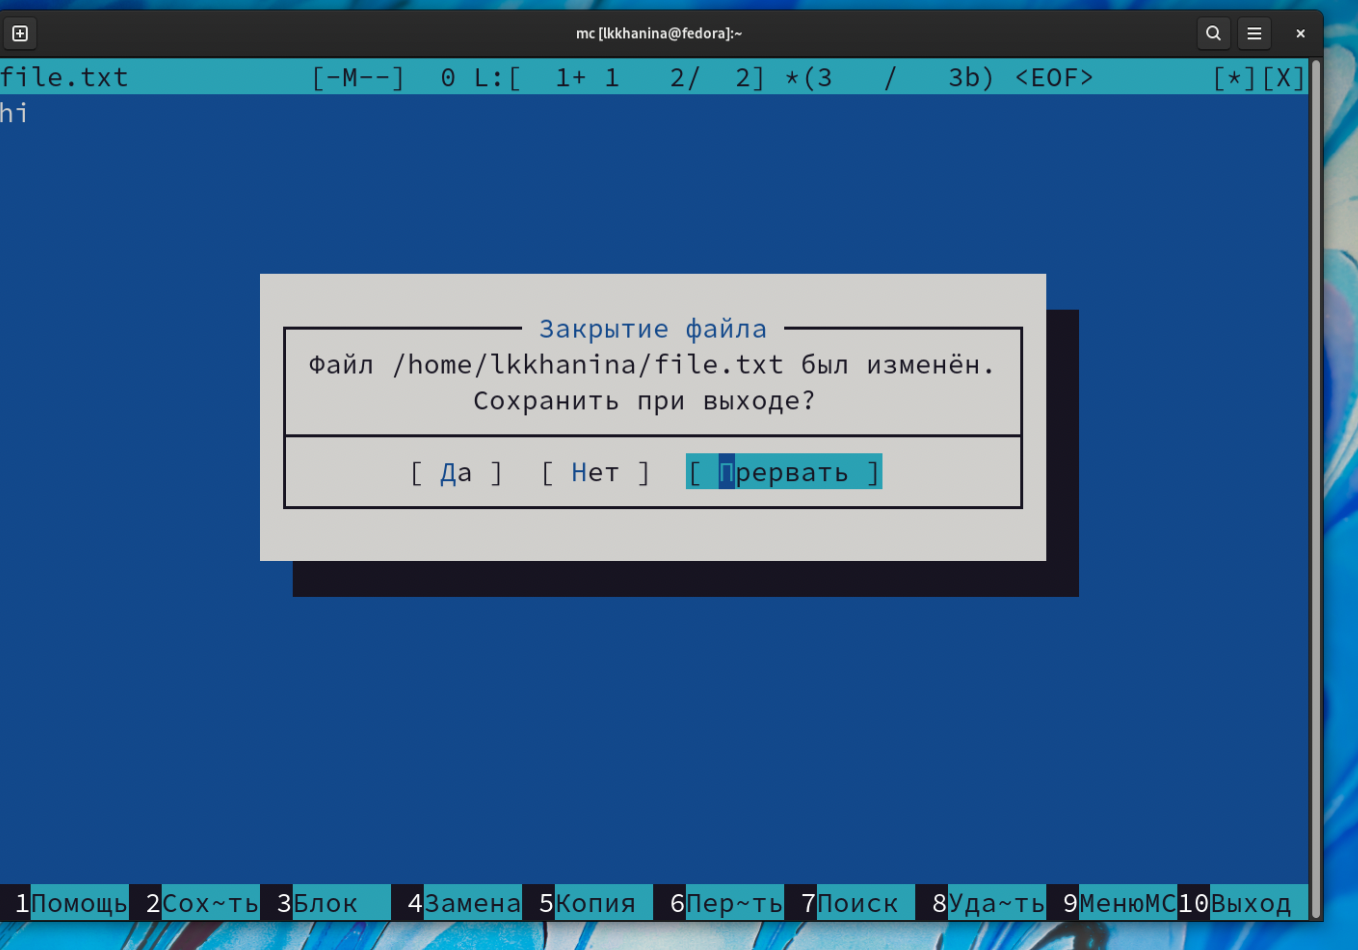 mc [lkkhanina@fedora]:~
file.txt [-M--] 0 L:[ 1+ 1 2/ 2] *(3 / 3b) <EOF> [*][X]
hi
Закрытие файла
Файл /home/lkkhanina/file.txt был изменён.
Сохранить при выходе?
[ Да ] [ Нет ] [ Прервать ]
1Помощь 2Сох~ть 3Блок 4Замена 5Копия 6Пер~ть 7Поиск 8Уда~ть 9МенюMC 10Выход